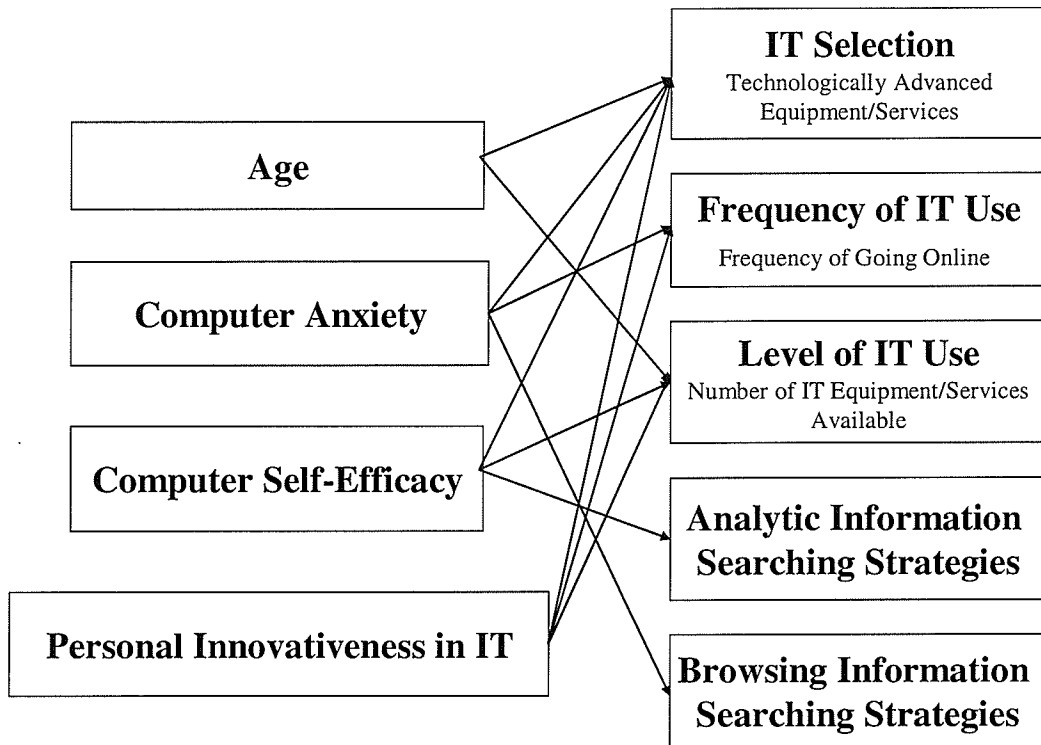 Age
Computer Anxiety
Computer Self-Efficacy
Personal Innovativeness in IT
IT Selection
Technologically Advanced
Equipment/Services
Frequency of IT Use
Frequency of Going Online
Level of IT Use
Number of IT Equipment/Services
Available
Analytic Information
Searching Strategies
Browsing Information
Searching Strategies